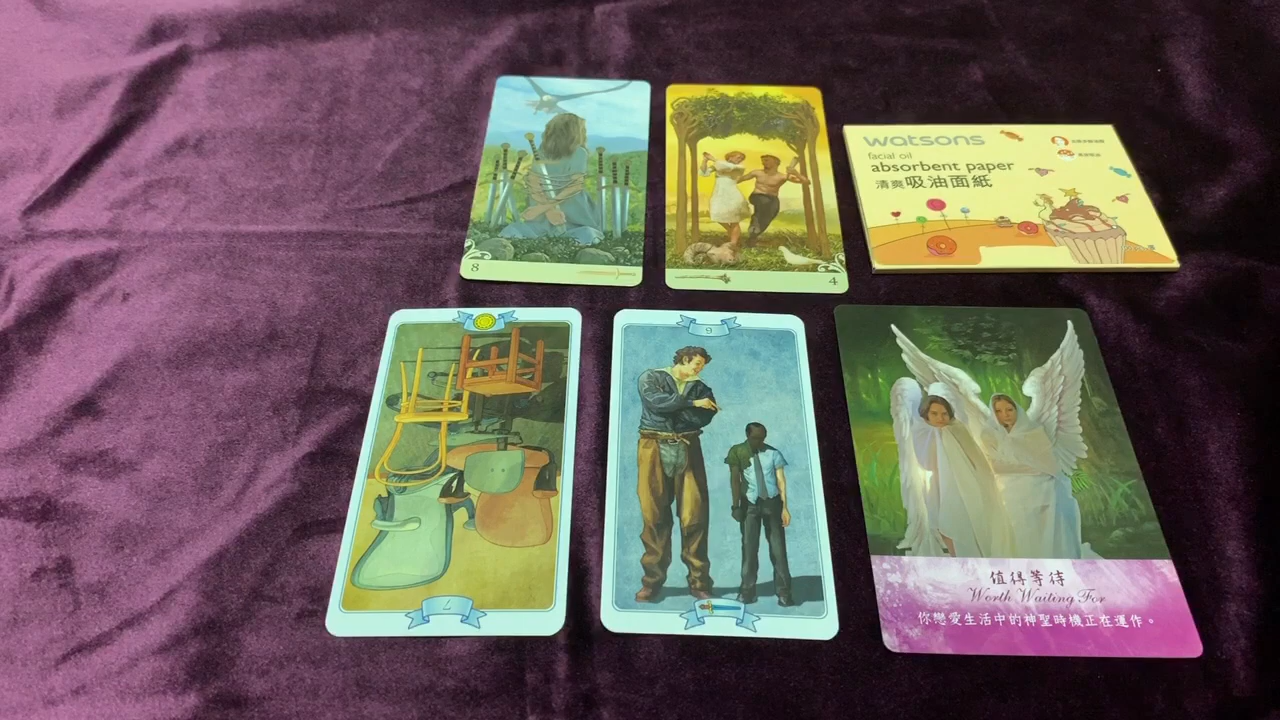 8
4
watsons
facial oil
absorbent paper
清爽吸油面紙
7
6
值得等待
Worth Waiting For
你戀愛生活中的神聖時機正在運作。